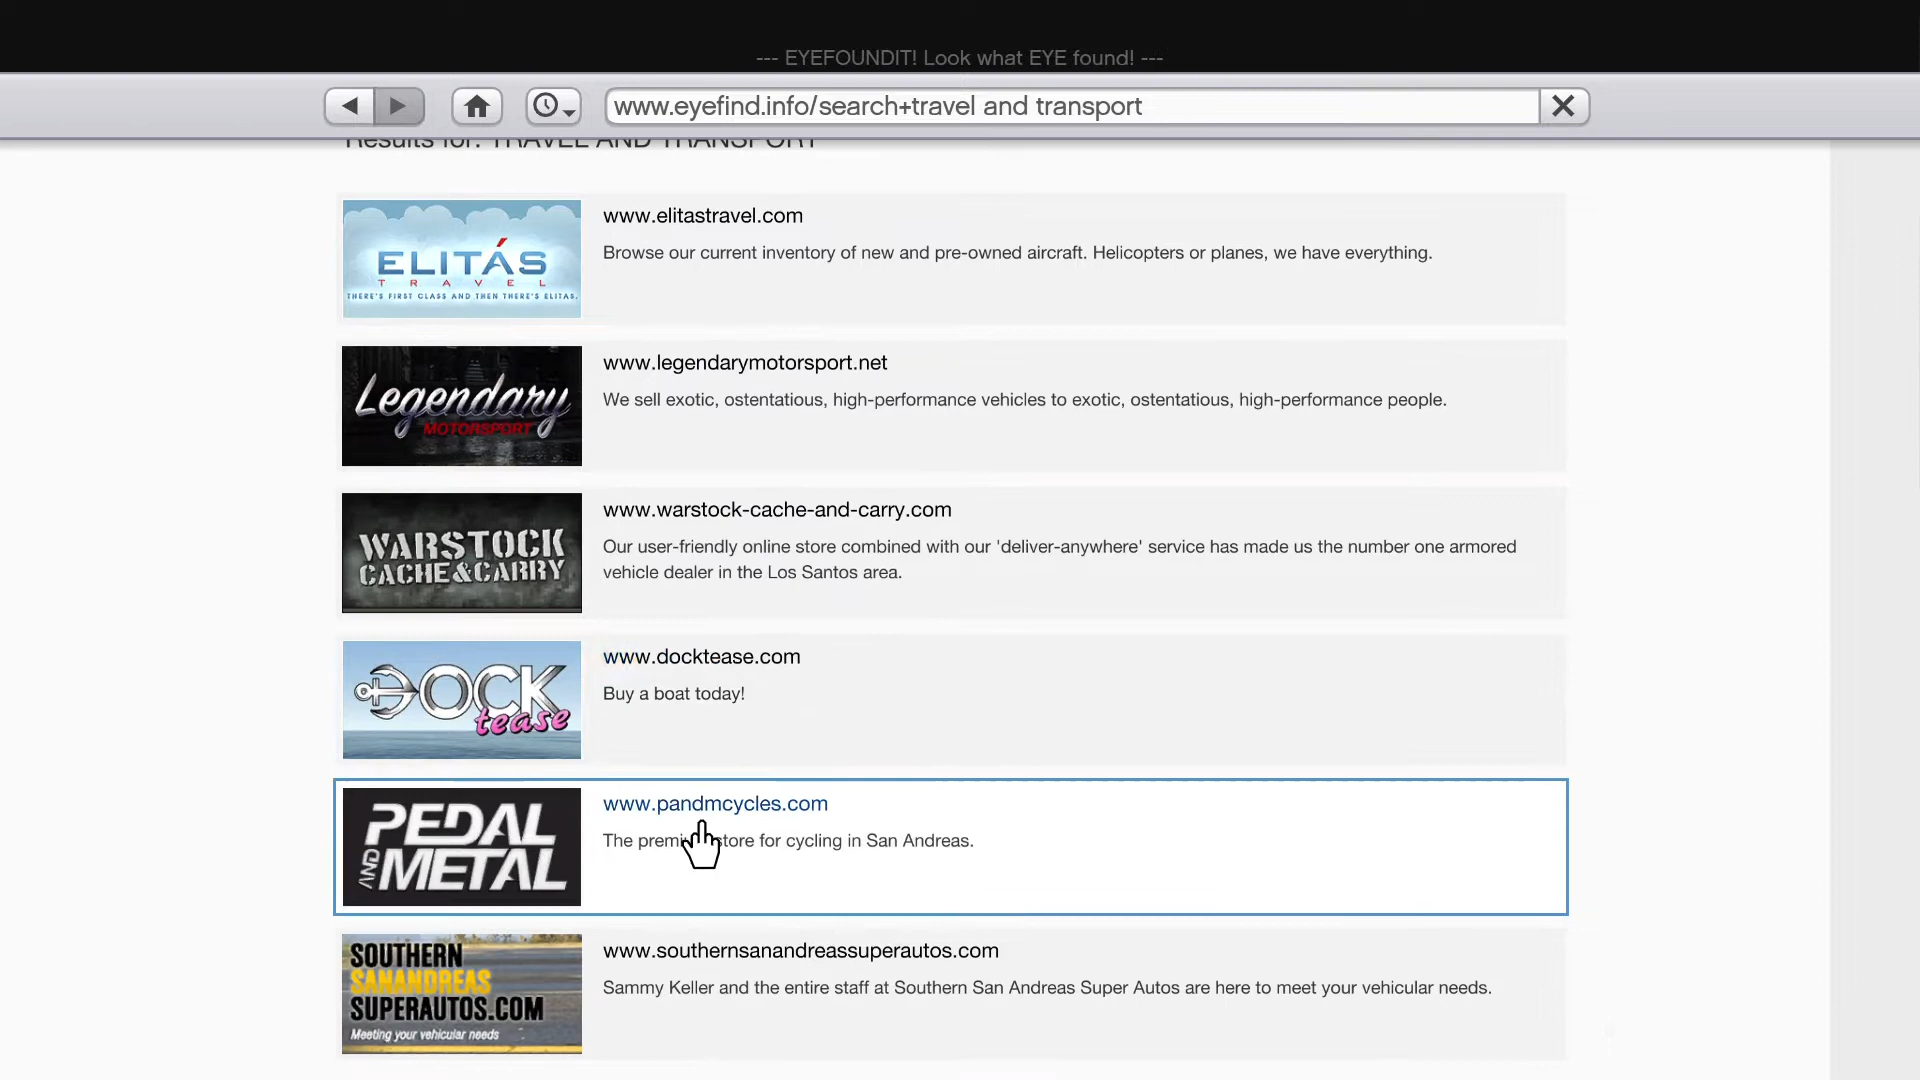 --- EYEFOUNDIT! Look what EYE found! ---
www.eyefind.info/search+travel and transport
Results for: TRAVEL AND TRANSPORT
ELITÁS
TRAVEL
THERE'S FIRST CLASS AND THEN THERE'S ELITAS.
www.elitastravel.com
Browse our current inventory of new and pre-owned aircraft. Helicopters or planes, we have everything.
Legendary
MOTORSPORT
www.legendarymotorsport.net
We sell exotic, ostentatious, high-performance vehicles to exotic, ostentatious, high-performance people.
WARSTOCK
CACHE&CARRY
www.warstock-cache-and-carry.com
Our user-friendly online store combined with our 'deliver-anywhere' service has made us the number one armored
vehicle dealer in the Los Santos area.
DOCK
tease
www.docktease.com
Buy a boat today!
PEDAL
AND METAL
www.pandmcycles.com
The premi store for cycling in San Andreas.
SOUTHERN
SANANDREAS
SUPERAUTOS.COM
Meeting your vehicular needs
www.southernsanandreassuperautos.com
Sammy Keller and the entire staff at Southern San Andreas Super Autos are here to meet your vehicular needs.